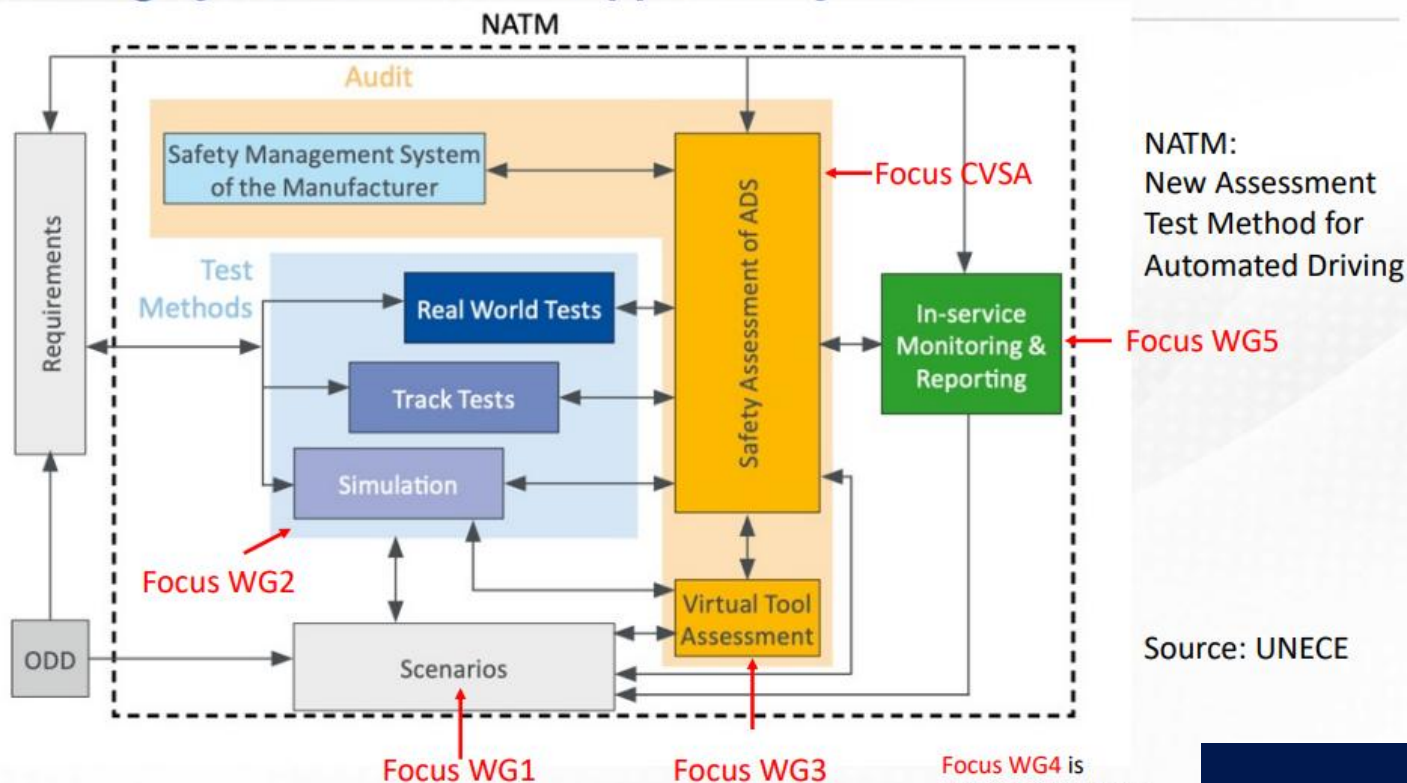 NATM
Audit
Safety Management System
of the Manufacturer
Focus CVSA
NATM:
New Assessment
Test Method for
Automated Driving
Requirements
Safety Assessment of ADS
Test
Methods
Real World Tests
In-service
Monitoring &
Reporting
Focus WG5
Track Tests
Simulation
Focus WG2
Virtual Tool
Assessment
ODD
Scenarios
Source: UNECE
Focus WG1
Focus WG3
Focus WG4 is